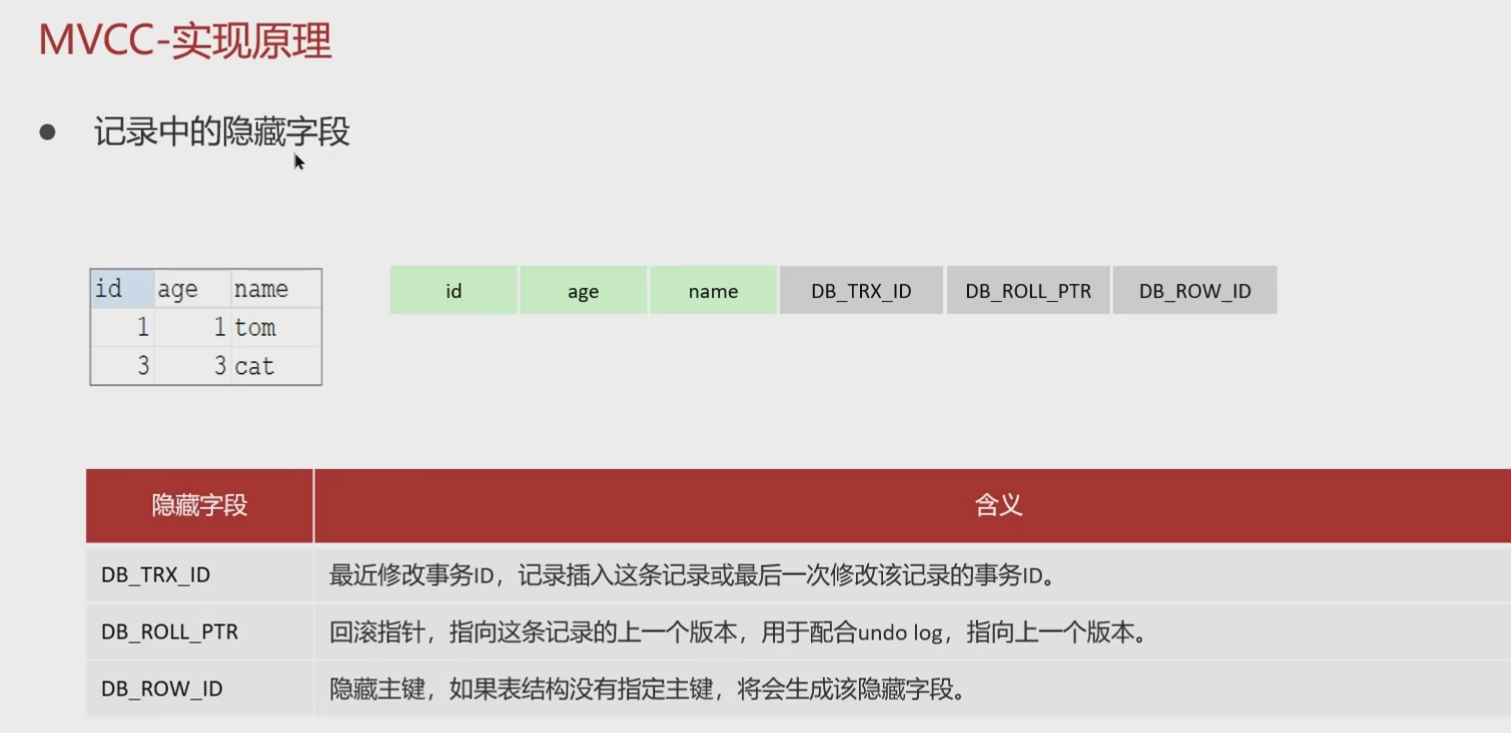 MVCC-实现原理
记录中的隐藏字段
id age name
1 1 tom
3 3 cat
id age name DB_TRX_ID DB_ROLL_PTR DB_ROW_ID
隐藏字段 含义
DB_TRX_ID 最近修改事务ID，记录插入这条记录或最后一次修改该记录的事务ID。
DB_ROLL_PTR 回滚指针，指向这条记录的上一个版本，用于配合undo log，指向上一个版本。
DB_ROW_ID 隐藏主键，如果表结构没有指定主键，将会生成该隐藏字段。